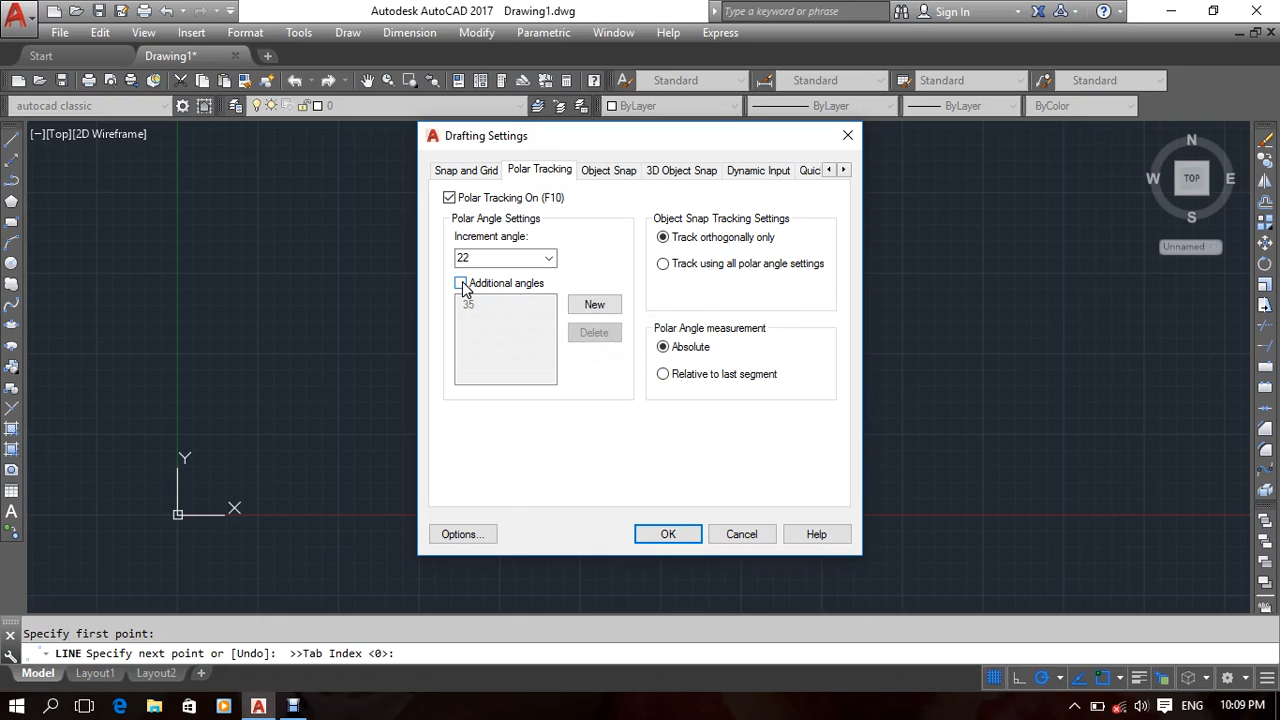 Autodesk AutoCAD 2017 Drawing1.dwg
Type a keyword or phrase
Sign In
File Edit View Insert Format Tools Draw Dimension Modify Parametric Window Help Express
Start
Drawing1*
Standard
Standard
Standard
Standard
autocad classic
0
ByLayer
ByLayer
ByLayer
ByColor
[−][Top][2D Wireframe]
Drafting Settings
Snap and Grid
Polar Tracking
Object Snap
3D Object Snap
Dynamic Input
Quic
Polar Tracking On (F10)
Polar Angle Settings
Increment angle:
22
Additional angles
35
New
Delete
Object Snap Tracking Settings
Track orthogonally only
Track using all polar angle settings
Polar Angle measurement
Absolute
Relative to last segment
Options...
OK
Cancel
Help
N
W
TOP
E
S
Unnamed
Y
X
Specify first point:
LINE Specify next point or [Undo]: >>Tab Index <0>:
Model
Layout1
Layout2
ENG
10:09 PM